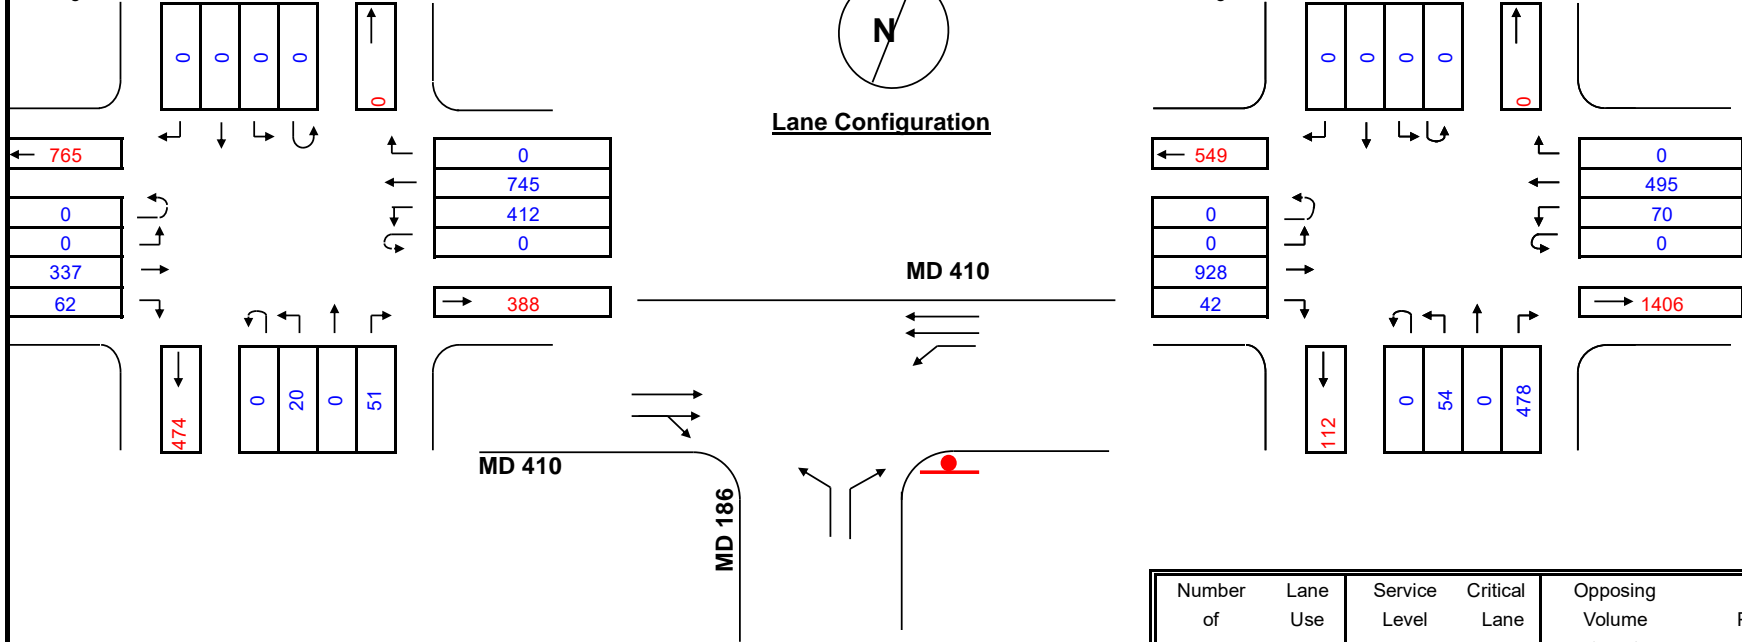 0 0 0 0 0
N
0 0 0 0 0
Lane Configuration
765
0
745
412
0
0
0
337
62
388
549
0
495
70
0
0
0
928
42
1406
MD 410
474
0 20 0 51
112
0 54 0 478
MD 410
MD 186
Number Lane Service Critical Opposing
of Use Level Lane Volume